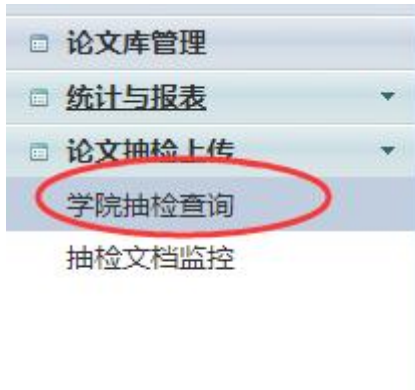 论文库管理
统计与报表
论文抽检上传
学院抽检查询
抽检文档监控